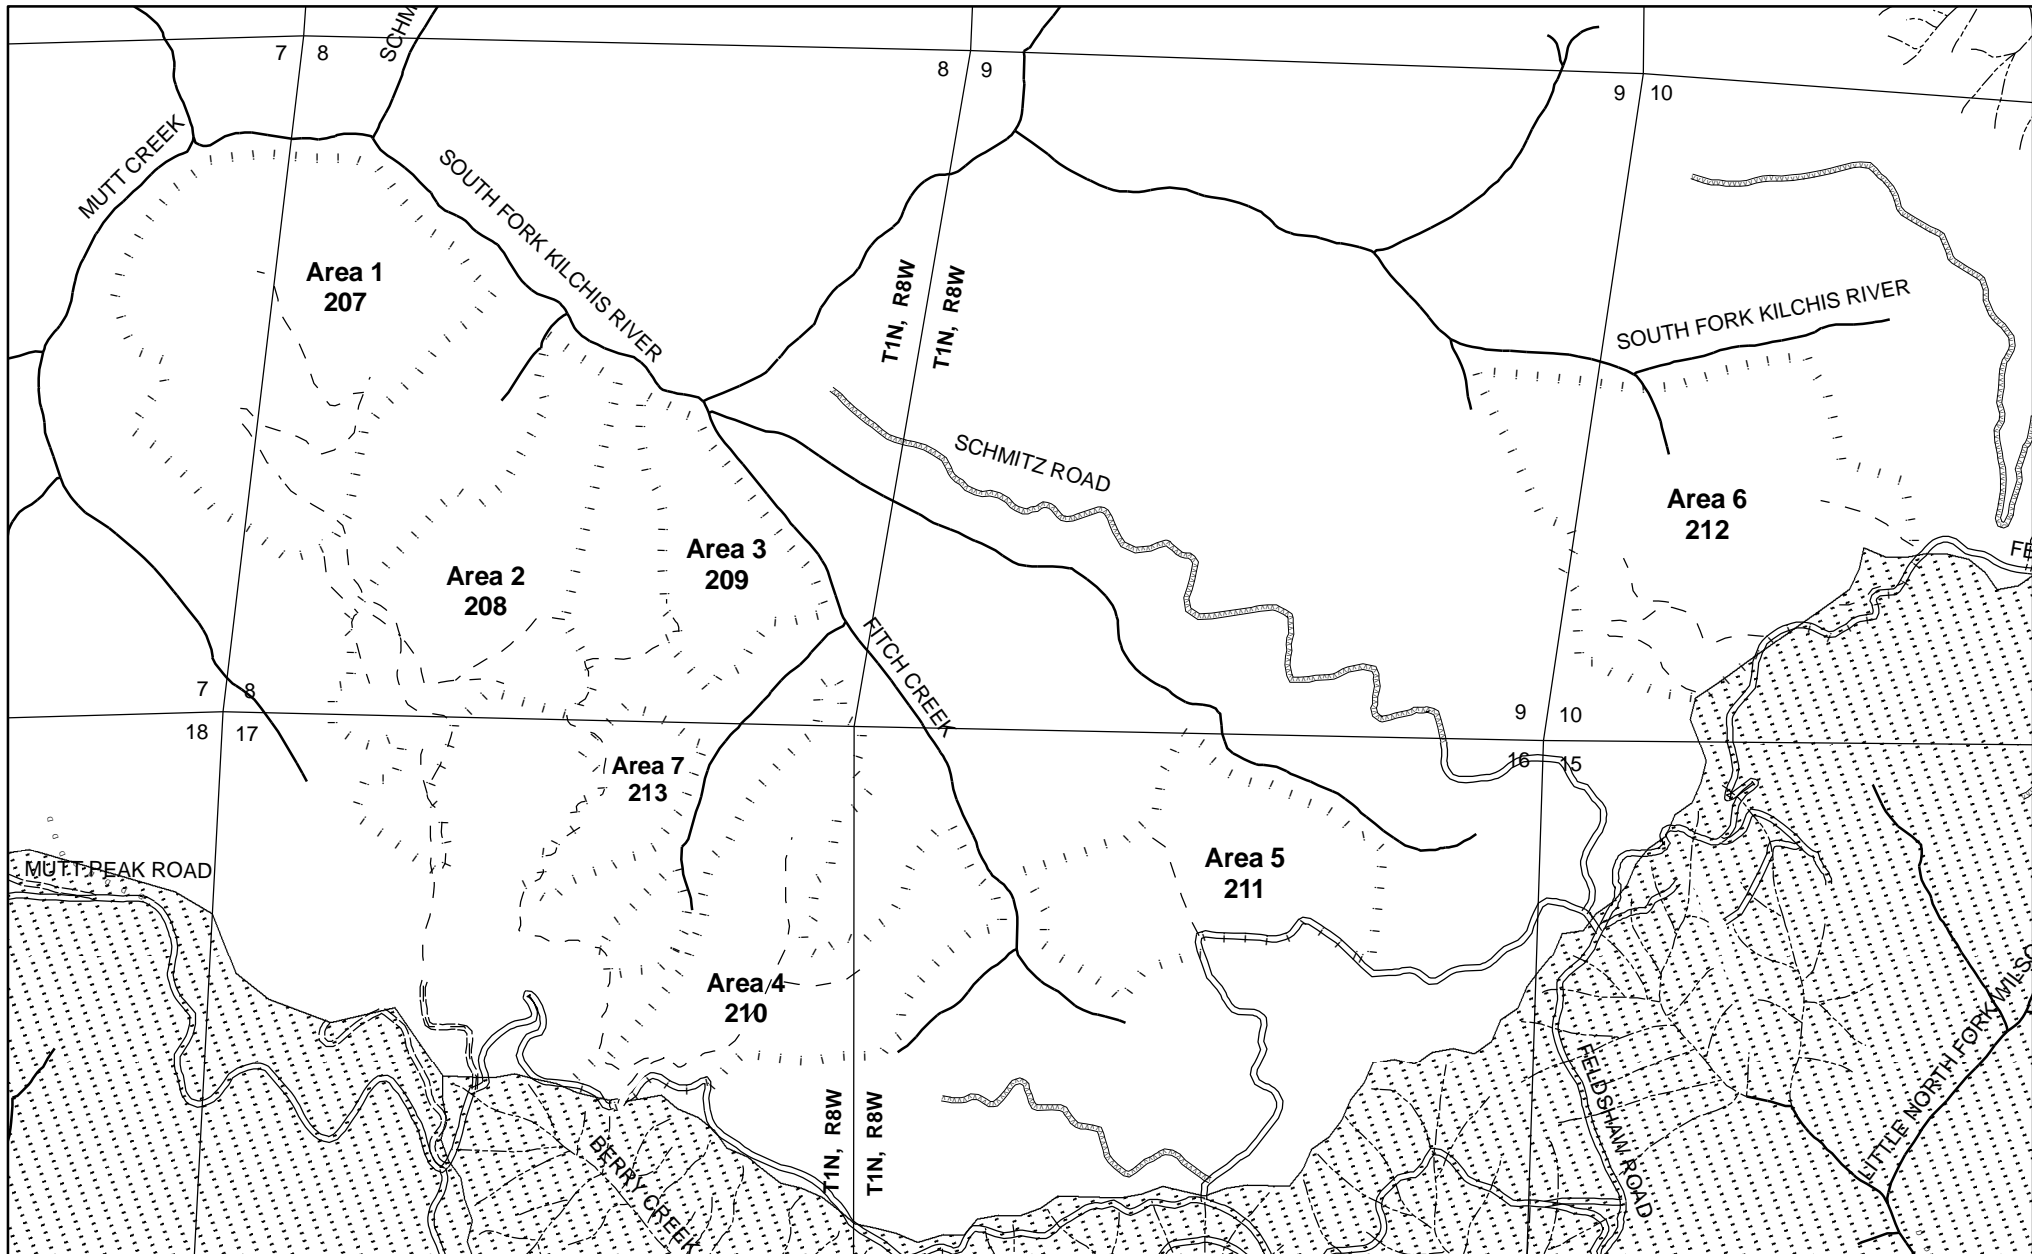 SCHM
7 8
8 9
9 10
MUTT CREEK
SOUTH FORK KILCHIS RIVER
Area 1
207
T1N, R8W
T1N, R8W
SOUTH FORK KILCHIS RIVER
SCHMITZ ROAD
Area 6
212
Area 3
209
Area 2
208
FE
FITCH CREEK
7 8
18 17
9 10
16 15
Area 7
213
MUTT PEAK ROAD
Area 5
211
Area 4
210
T1N, R8W
T1N, R8W
BERRY CREEK
FELDSHAW ROAD
LITTLE NORTH FORK WILSO